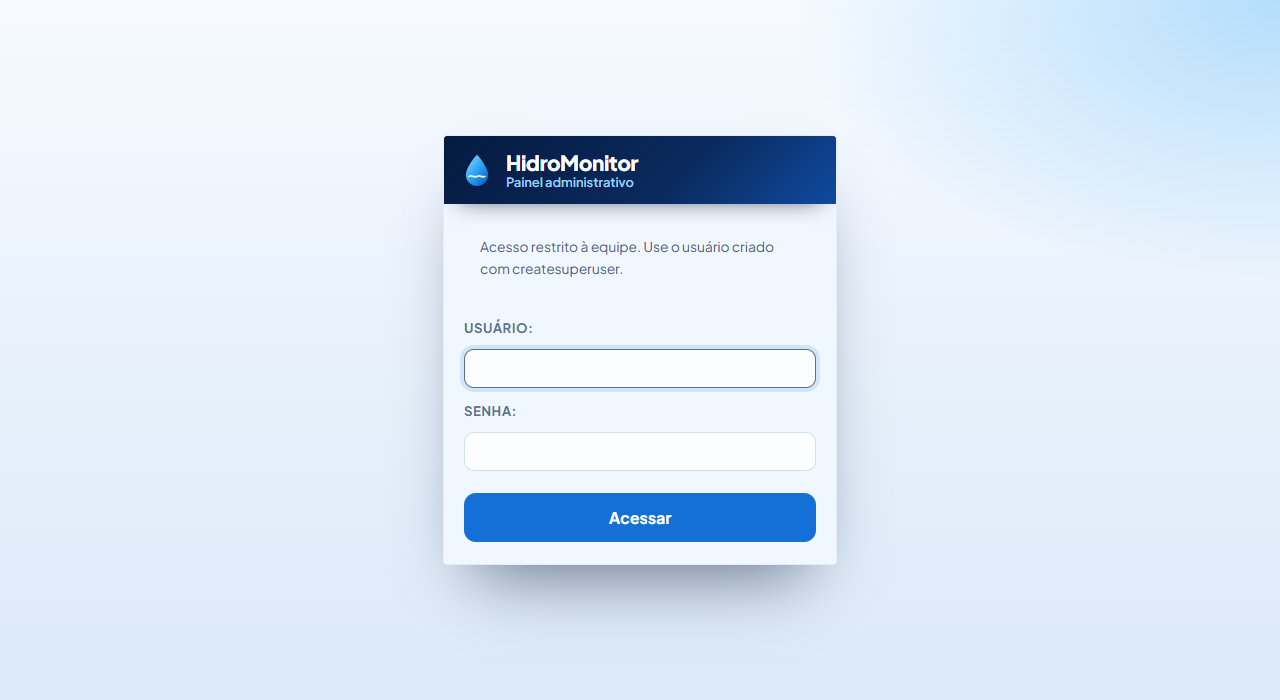 HidroMonitor
Painel administrativo
Acesso restrito à equipe. Use o usuário criado
com createsuperuser.
USUÁRIO:
SENHA:
Acessar